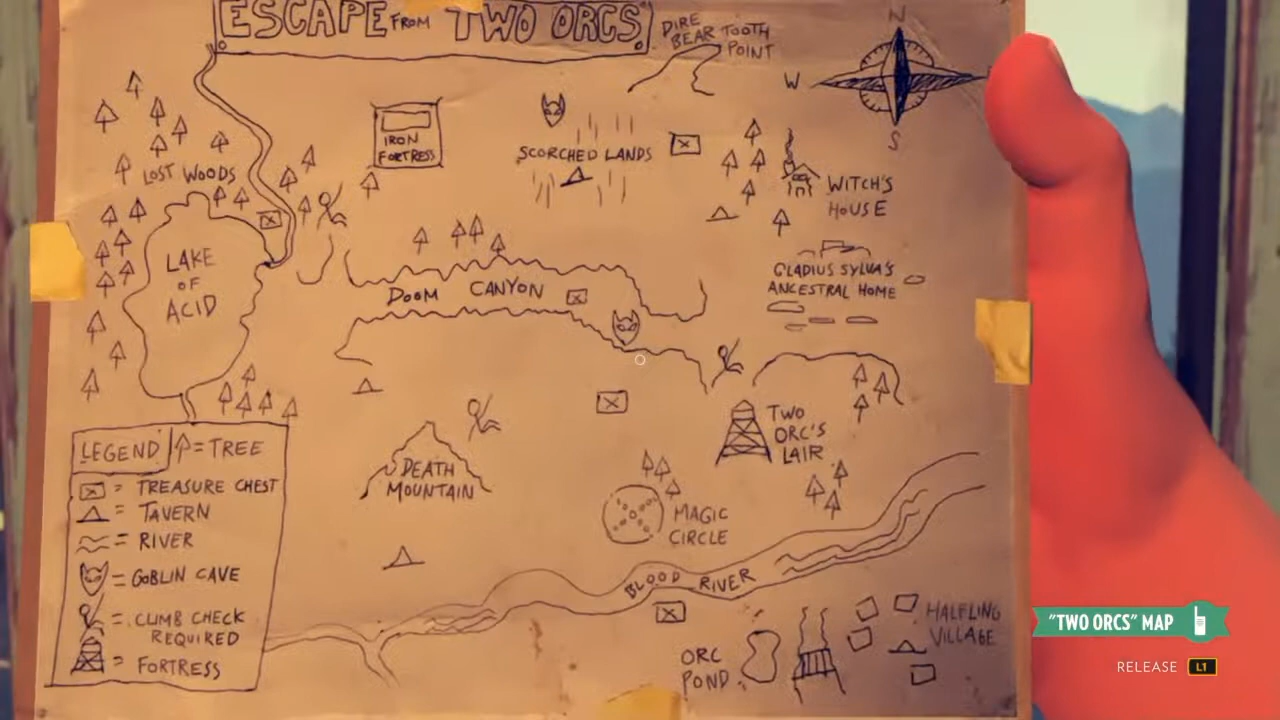 ESCAPE FROM TWO ORCS
DIRE
BEAR TOOTH
POINT
N
W
S
IRON
FORTRESS
SCORCHED LANDS
LOST WOODS
WITCH'S
HOUSE
LAKE
OF
ACID
DOOM CANYON
GLADIUS SYLVA'S
ANCESTRAL HOME
TWO
ORC'S
LAIR
DEATH
MOUNTAIN
MAGIC
CIRCLE
BLOOD RIVER
ORC
POND
HALFLING
VILLAGE
LEGEND
= TREE
= TREASURE CHEST
= TAVERN
= RIVER
= GOBLIN CAVE
= CLIMB CHECK
REQUIRED
= FORTRESS
"TWO ORCS" MAP
RELEASE L1